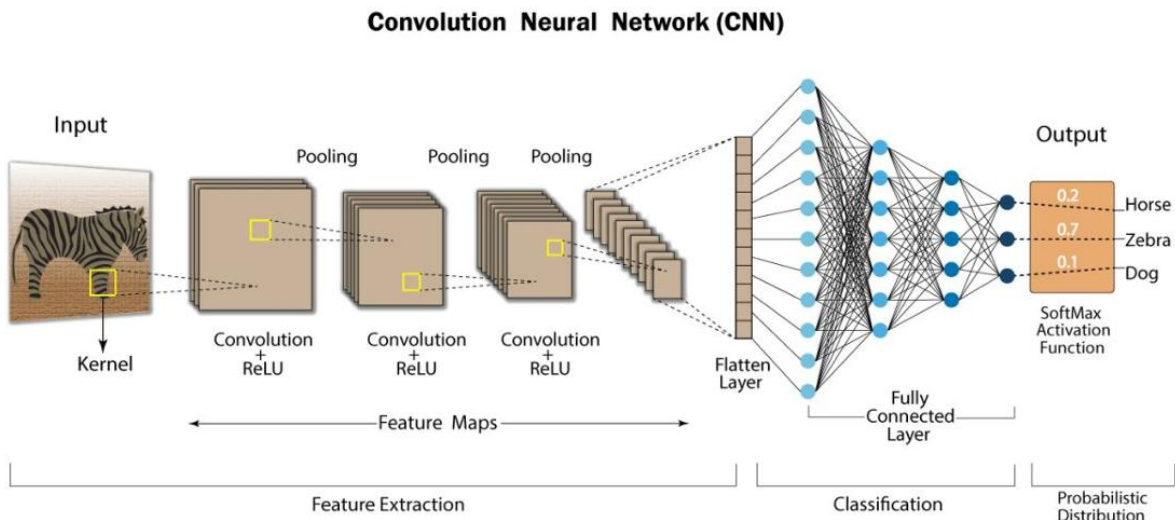 Convolution Neural Network (CNN)
Input
Kernel
Pooling
Pooling
Pooling
Convolution
+
ReLU
Convolution
+
ReLU
Convolution
+
ReLU
Feature Maps
Flatten
Layer
Fully
Connected
Layer
Output
0.2
Horse
0.7
Zebra
0.1
Dog
SoftMax
Activation
Function
Feature Extraction
Classification
Probabilistic
Distribution